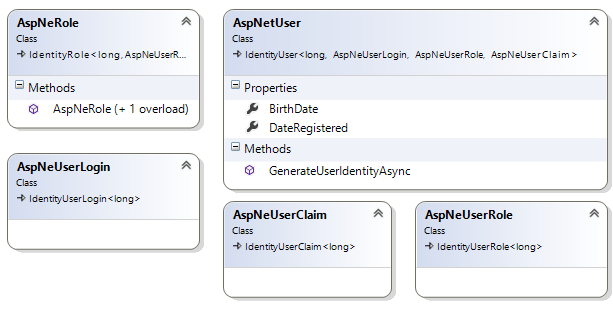 AspNeRole
Class
IdentityRole<long, AspNeUserR...
Methods
AspNeRole (+ 1 overload)
AspNetUser
Class
IdentityUser<long, AspNeUserLogin, AspNeUserRole, AspNeUserClaim>
Properties
BirthDate
DateRegistered
Methods
GenerateUserIdentityAsync
AspNeUserLogin
Class
IdentityUserLogin<long>
AspNeUserClaim
Class
IdentityUserClaim<long>
AspNeUserRole
Class
IdentityUserRole<long>